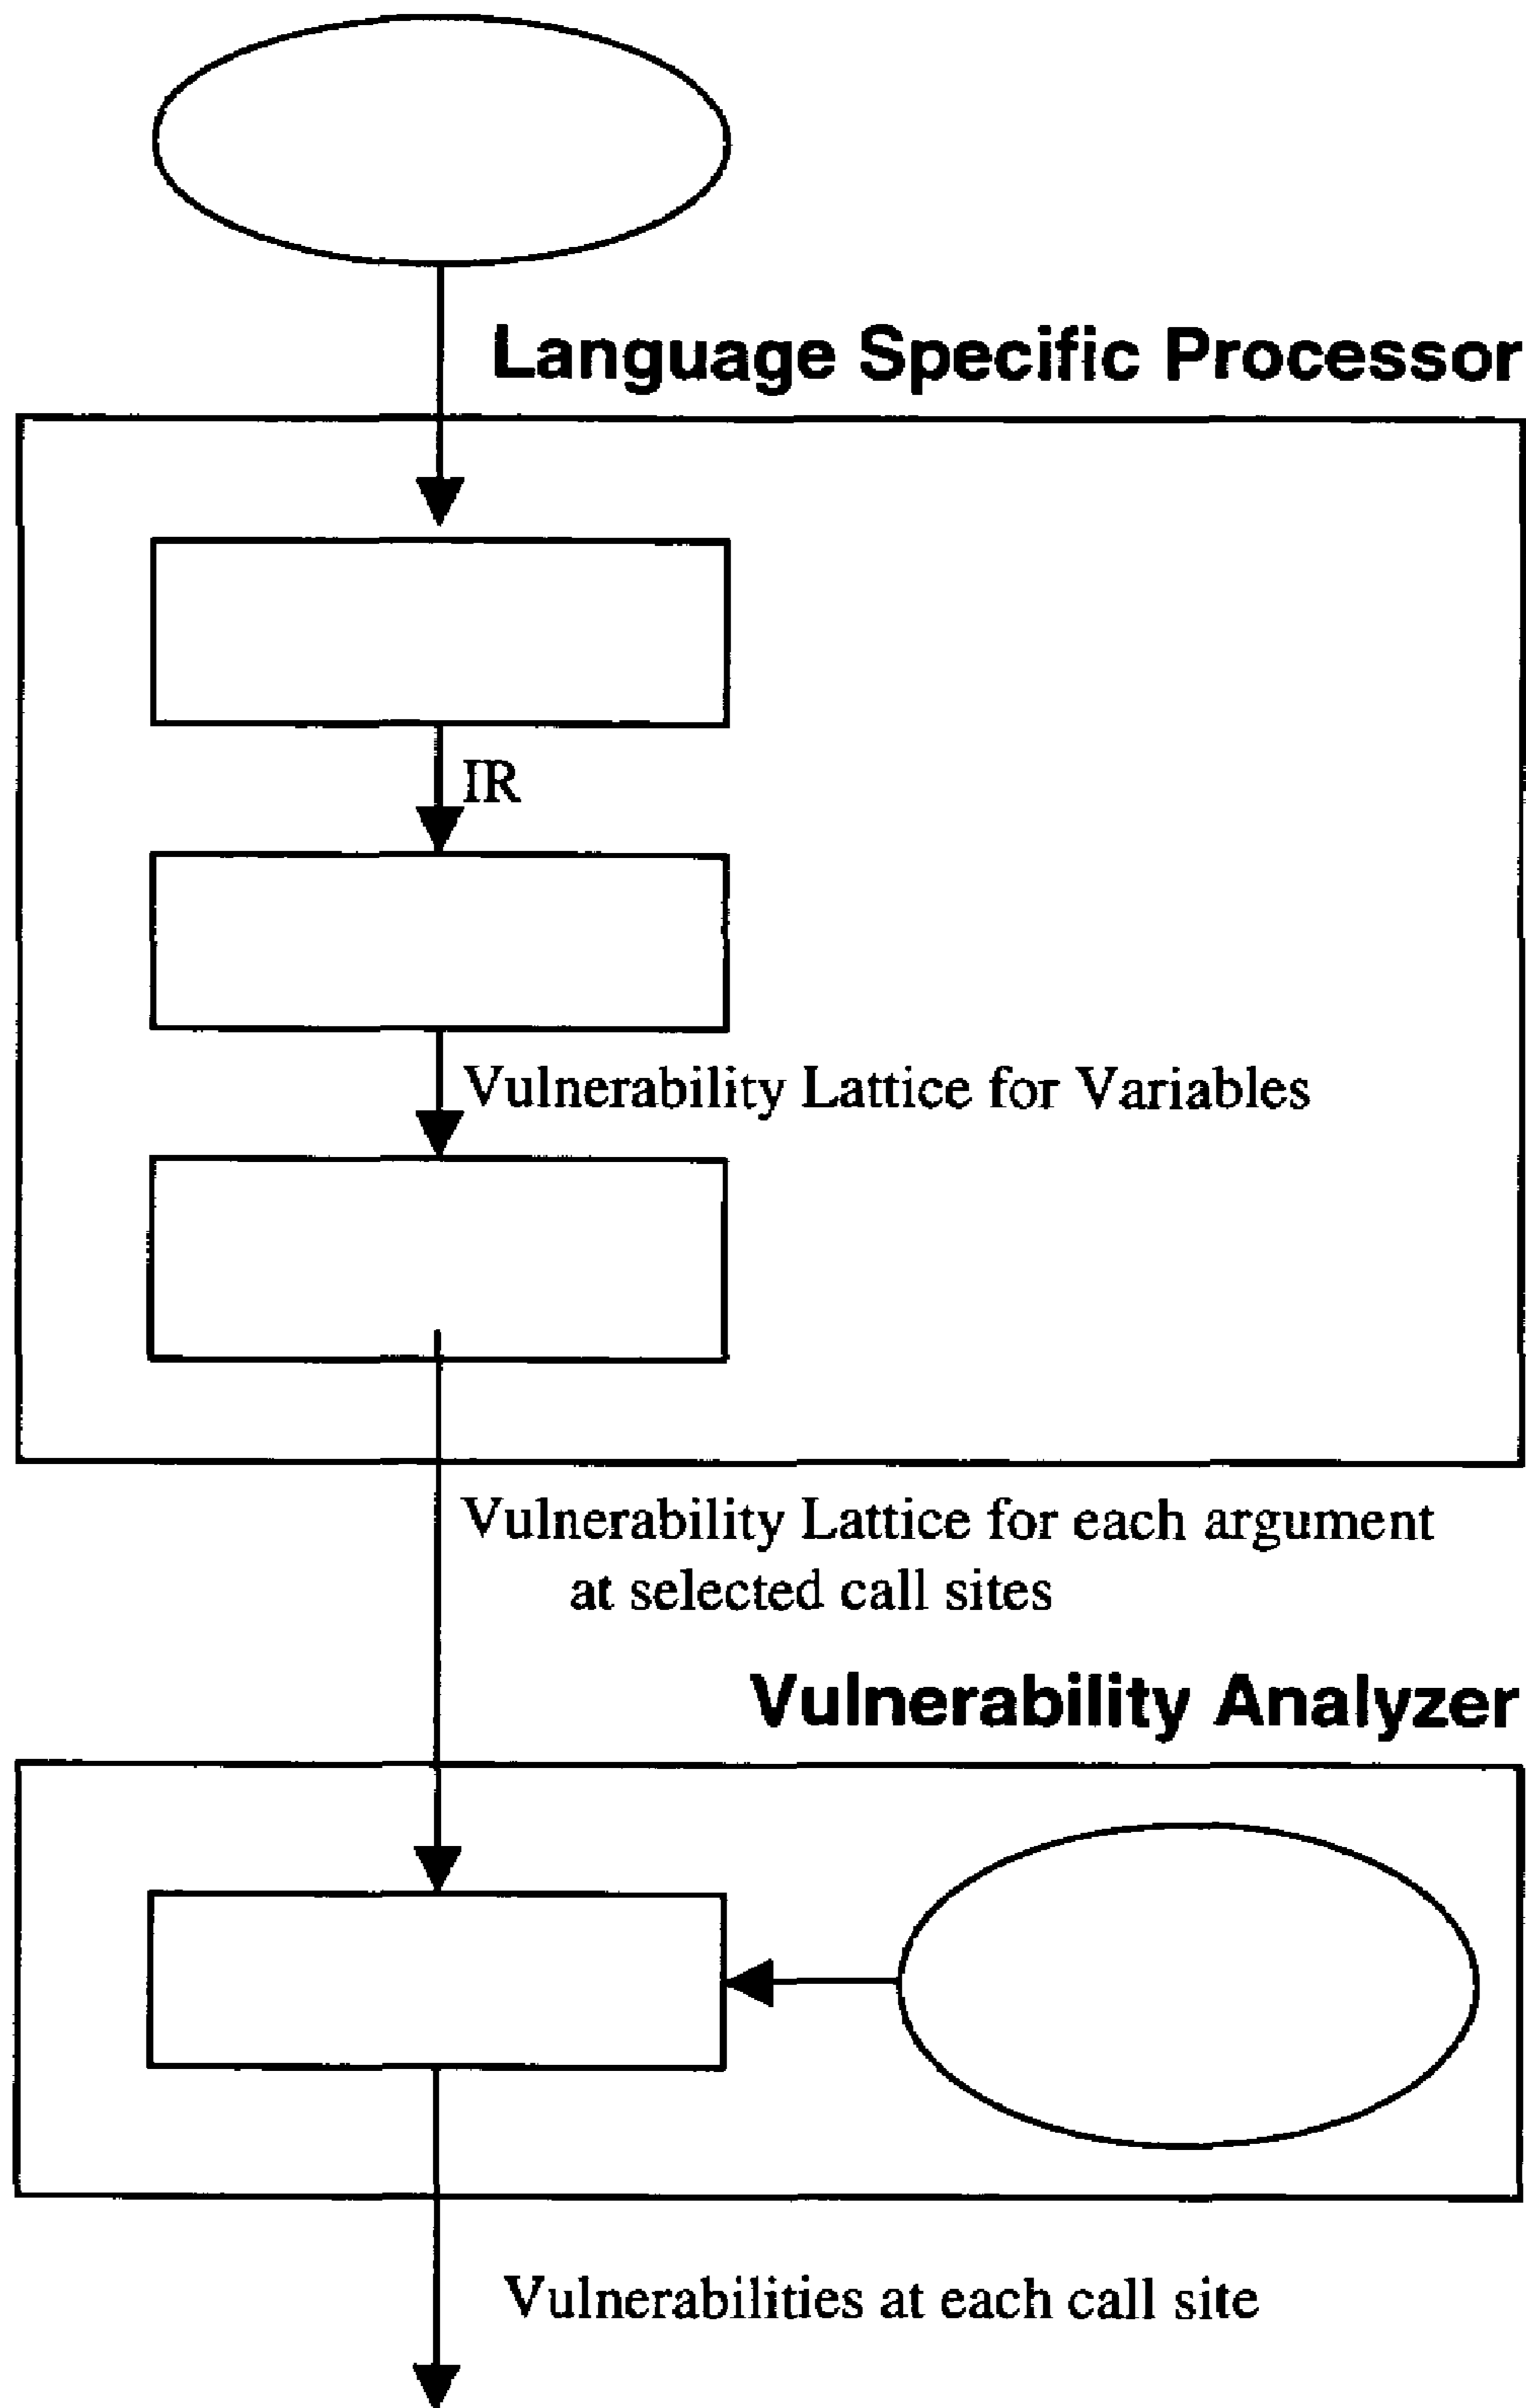 Language Specific Processor
IR
Vulnerability Lattice for Variables
Vulnerability Lattice for each argument
at selected call sites
Vulnerability Analyzer
Vulnerabilities at each call site